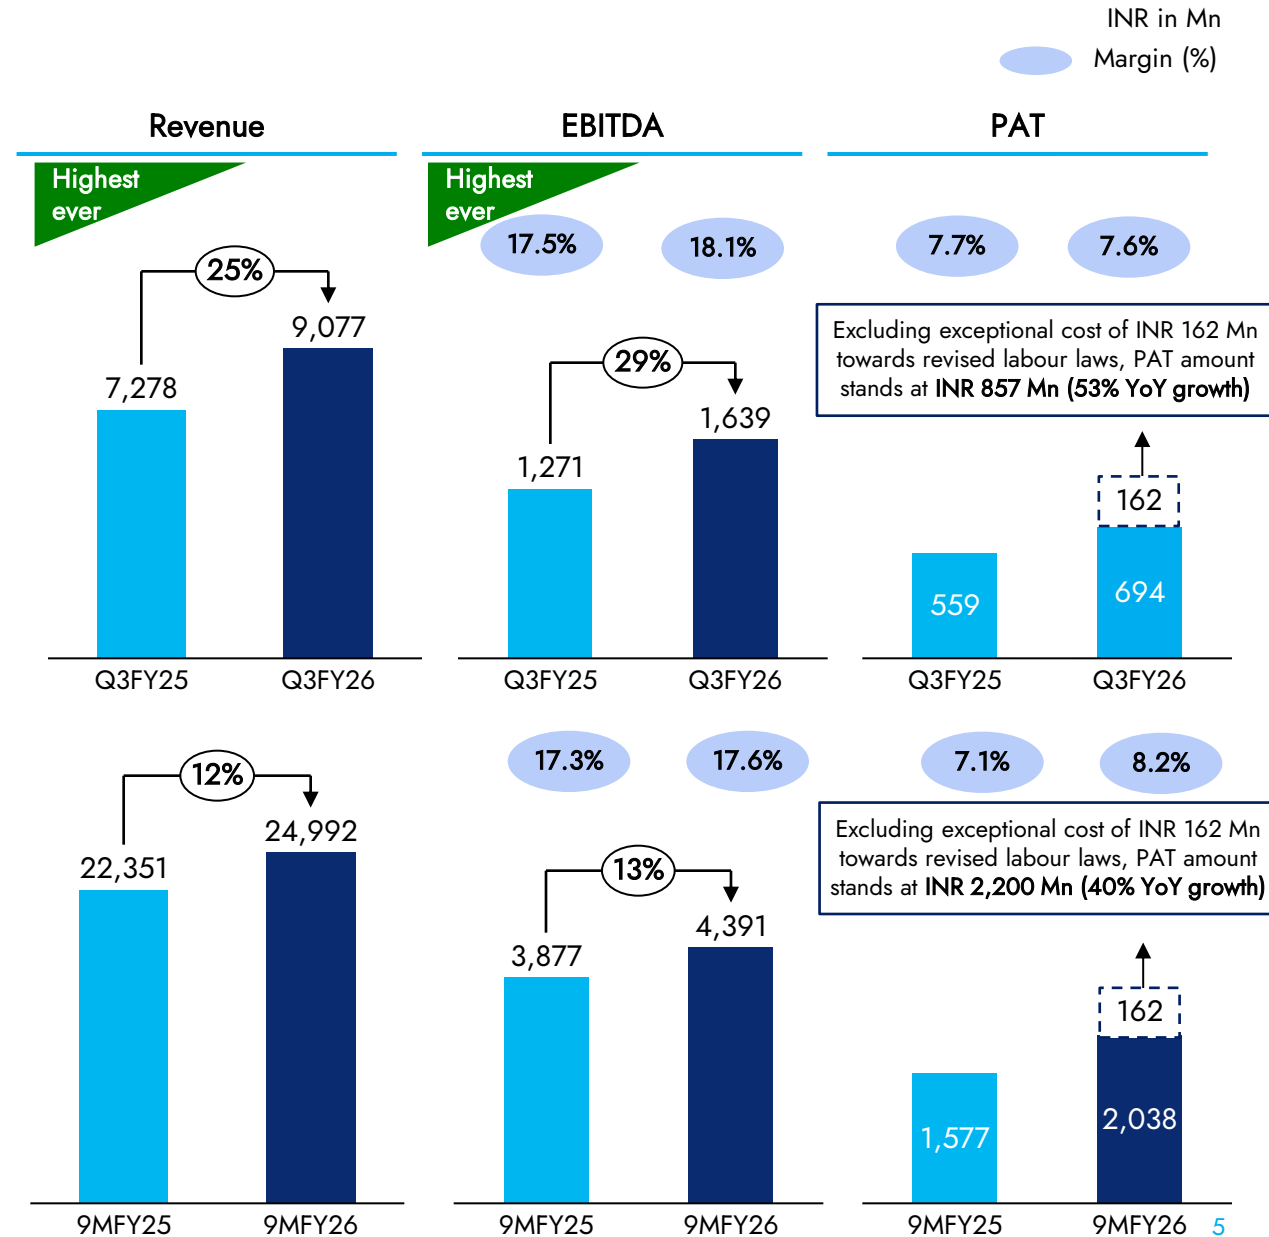 INR in Mn
Margin (%)
Revenue
EBITDA
PAT
Highest
ever
Highest
ever
17.5%
18.1%
7.7%
7.6%
25%
9,077
7,278
29%
1,639
1,271
Excluding exceptional cost of INR 162 Mn
towards revised labour laws, PAT amount
stands at INR 857 Mn (53% YoY growth)
162
559
694
Q3FY25
Q3FY26
Q3FY25
Q3FY26
Q3FY25
Q3FY26
12%
24,992
22,351
17.3%
17.6%
13%
4,391
3,877
7.1%
8.2%
Excluding exceptional cost of INR 162 Mn
towards revised labour laws, PAT amount
stands at INR 2,200 Mn (40% YoY growth)
162
1,577
2,038
9MFY25
9MFY26
9MFY25
9MFY26
9MFY25
9MFY26
5